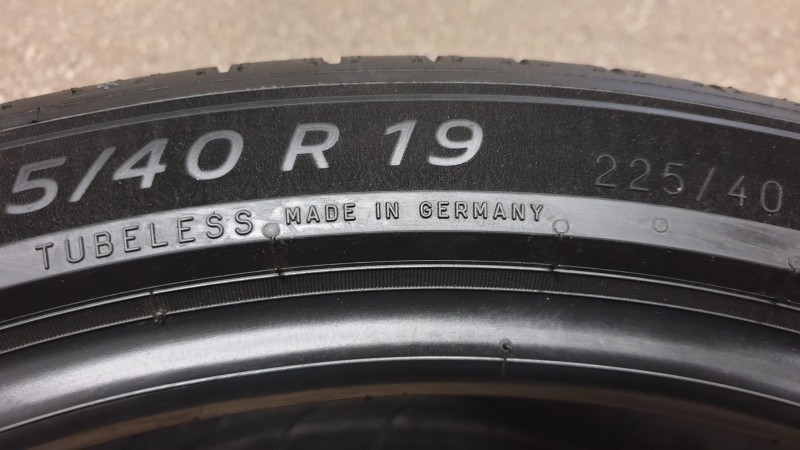 5/40 R 19
225/40
TUBELESS MADE IN GERMANY